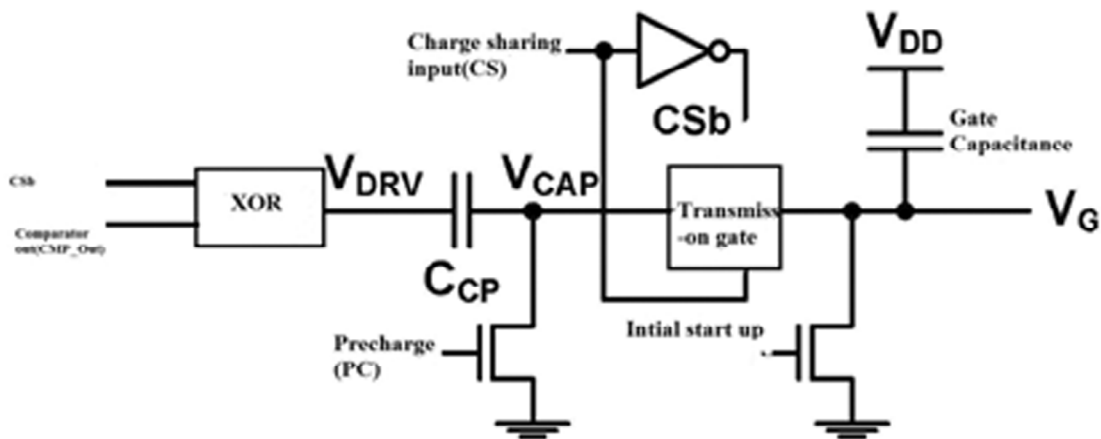 Charge sharing
input(CS)
CSb
VDD
Gate
Capacitance
CSb
Comparator
out(CMP_Out)
XOR
VDRV
CCP
VCAP
Transmiss
-on gate
VG
Precharge
(PC)
Intial start up